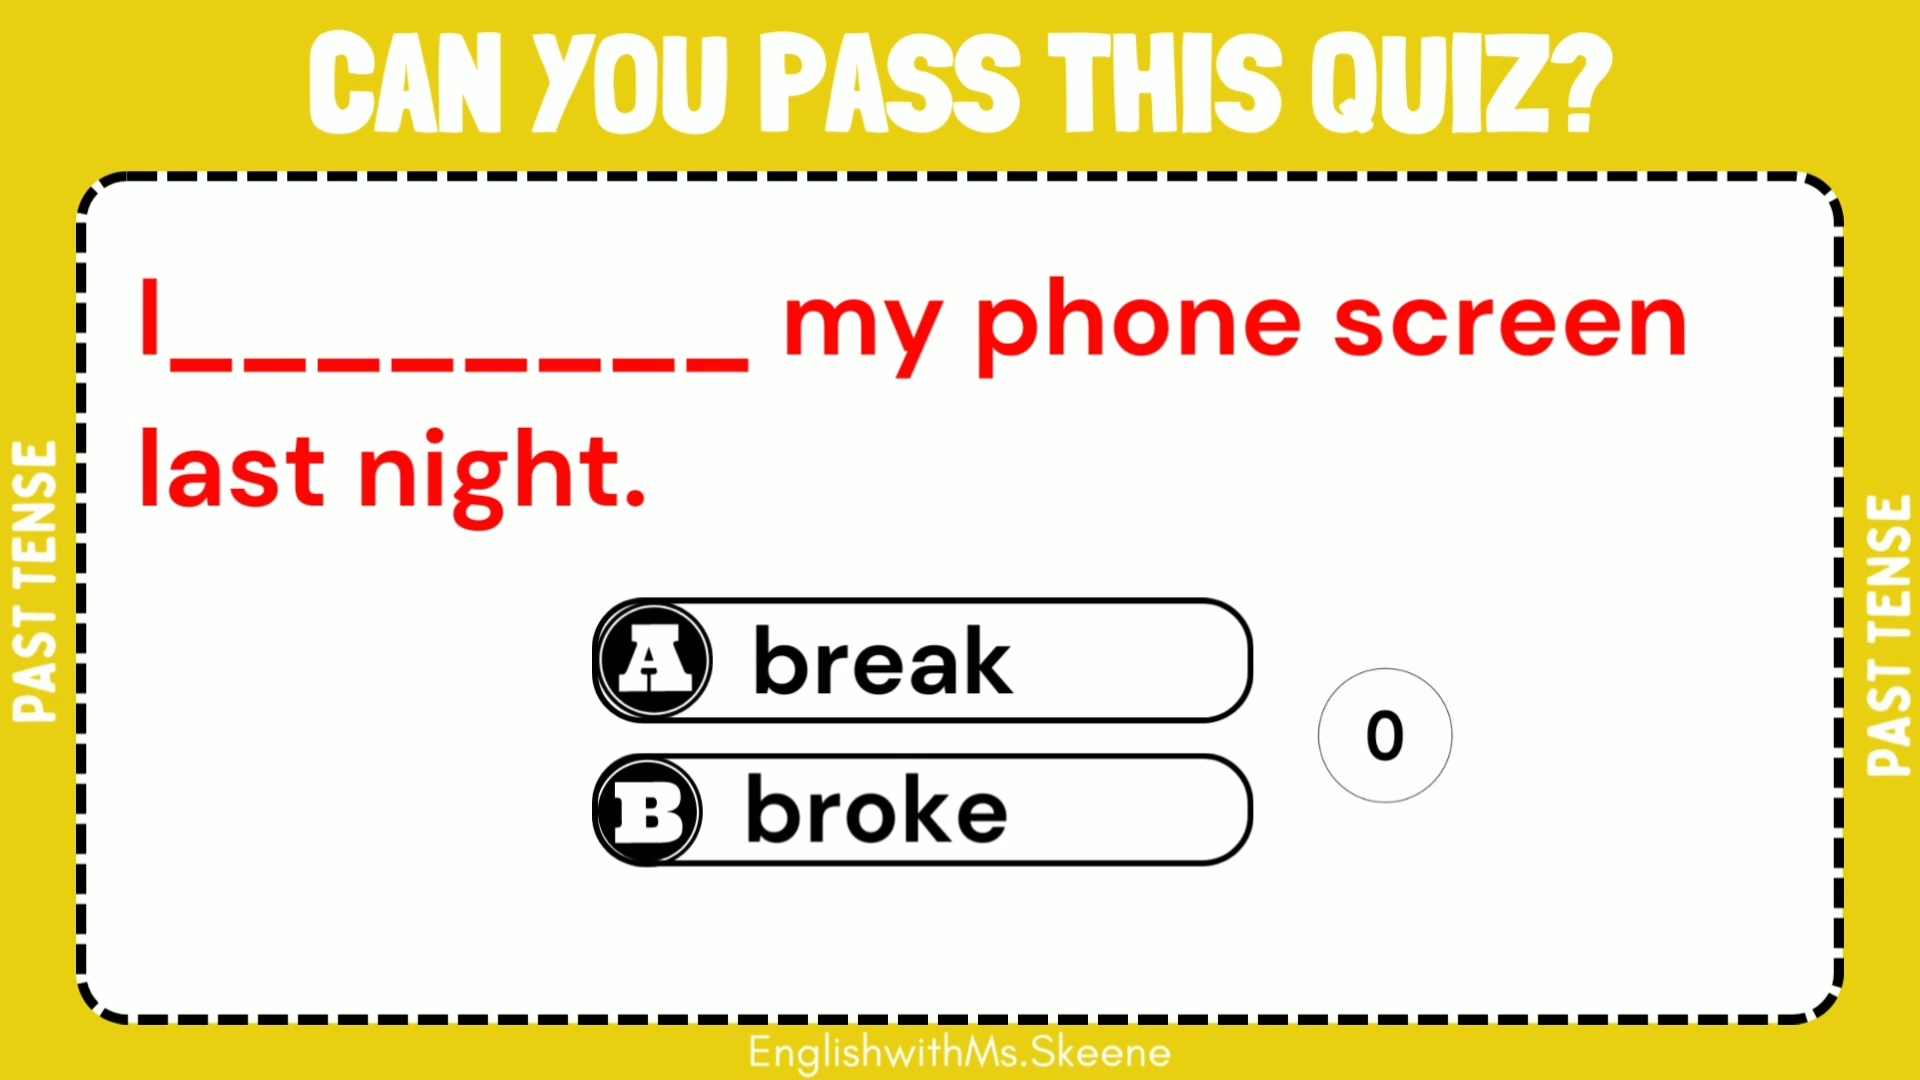 CAN YOU PASS THIS QUIZ?
I________ my phone screen
last night.
A break
B broke
0
PAST TENSE
PAST TENSE
EnglishwithMs.Skeene